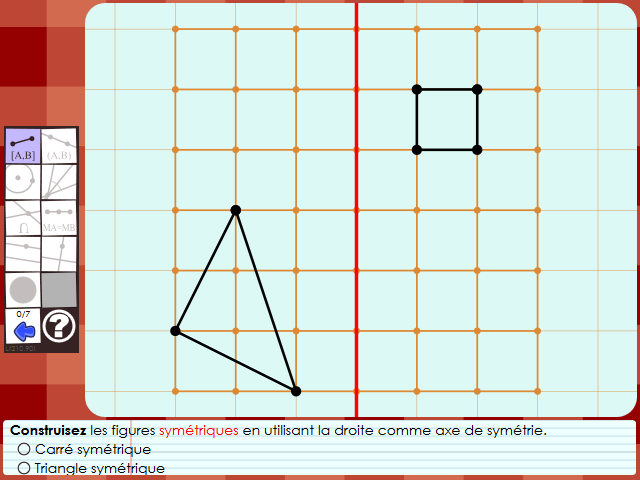 [A,B]
(A,B)
∩
MA=MB
0/7
?
Construisez les figures symétriques en utilisant la droite comme axe de symétrie.
Carré symétrique
Triangle symétrique